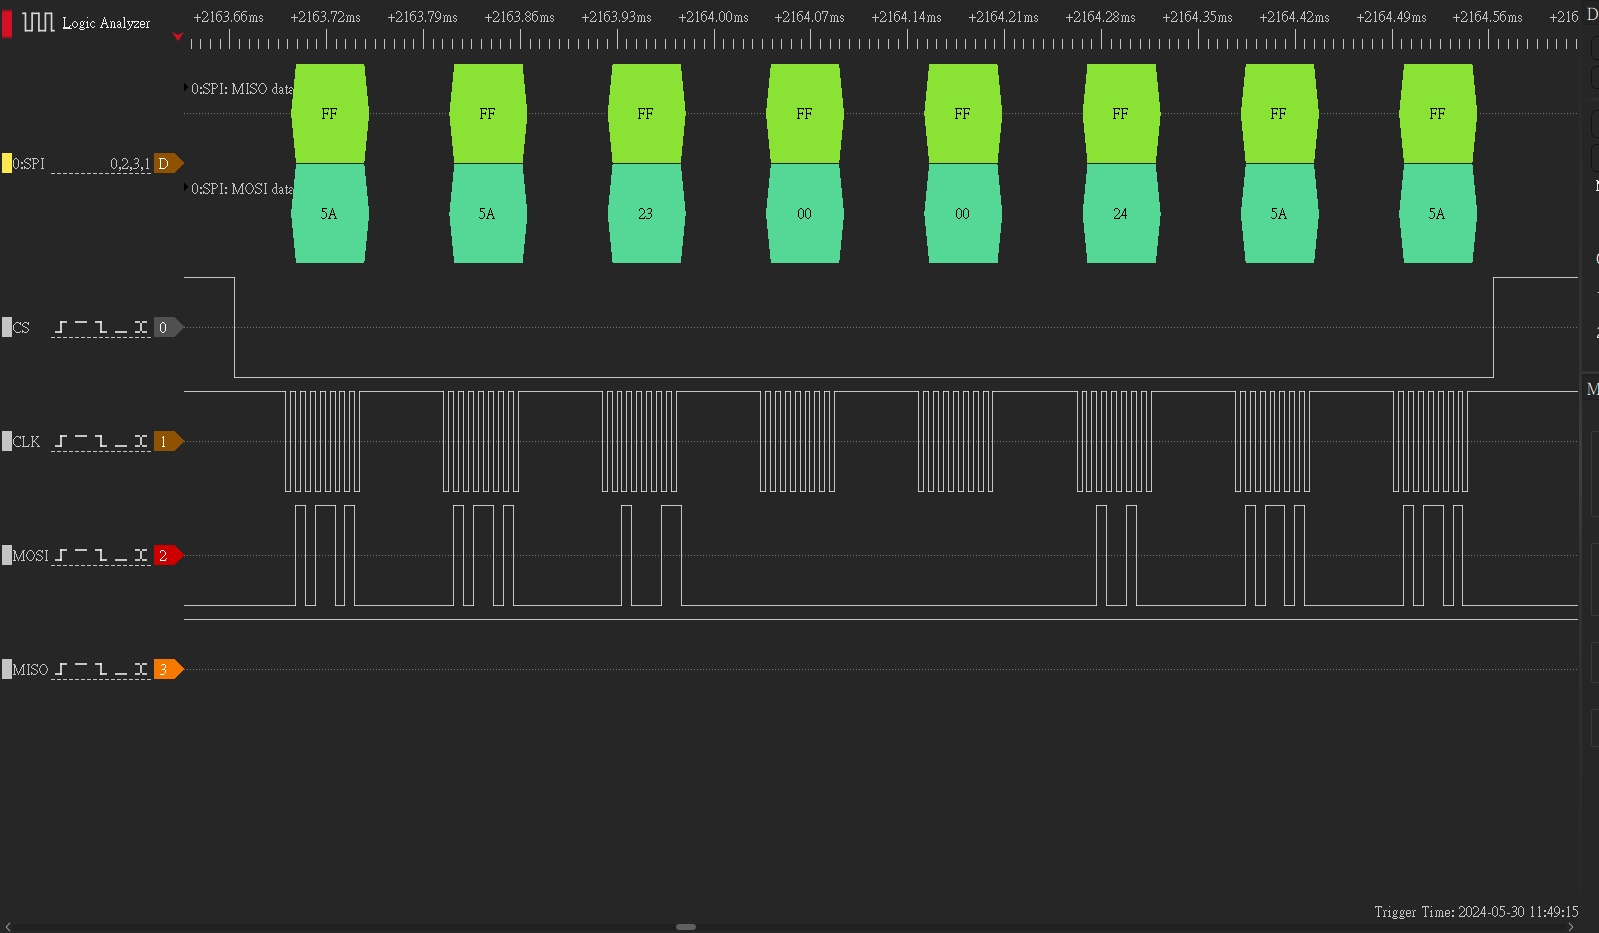 Logic Analyzer
+2163.66ms +2163.72ms +2163.79ms +2163.86ms +2163.93ms +2164.00ms +2164.07ms +2164.14ms +2164.21ms +2164.28ms +2164.35ms +2164.42ms +2164.49ms +2164.56ms +216
0:SPI: MISO data
FF FF FF FF FF FF FF FF
0:SPI 0,2,3,1 D
0:SPI: MOSI data
5A 5A 23 00 00 24 5A 5A
CS 0
CLK 1
MOSI 2
MISO 3
Trigger Time: 2024-05-30 11:49:15